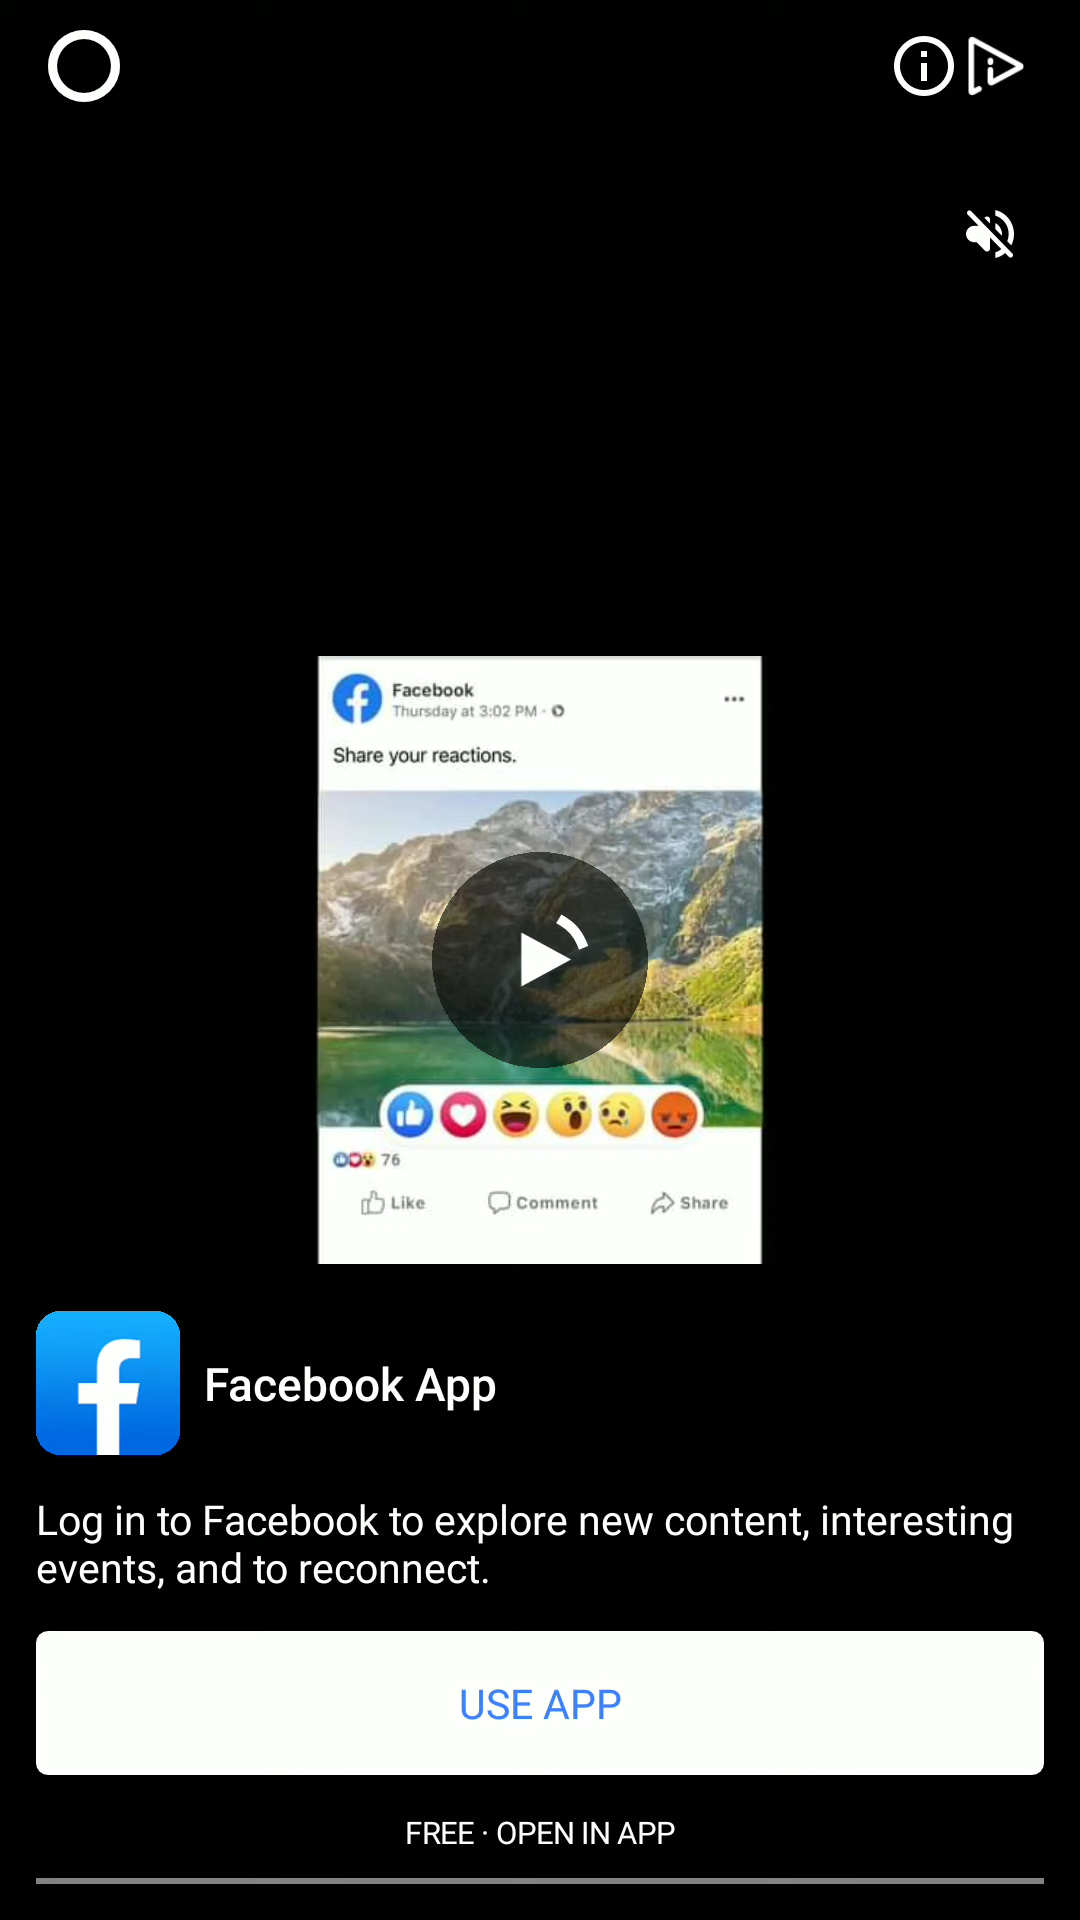 Facebook
Thursday at 3:02 PM ·
Share your reactions.
76
Like Comment Share
Facebook App
Log in to Facebook to explore new content, interesting
events, and to reconnect.
USE APP
FREE · OPEN IN APP